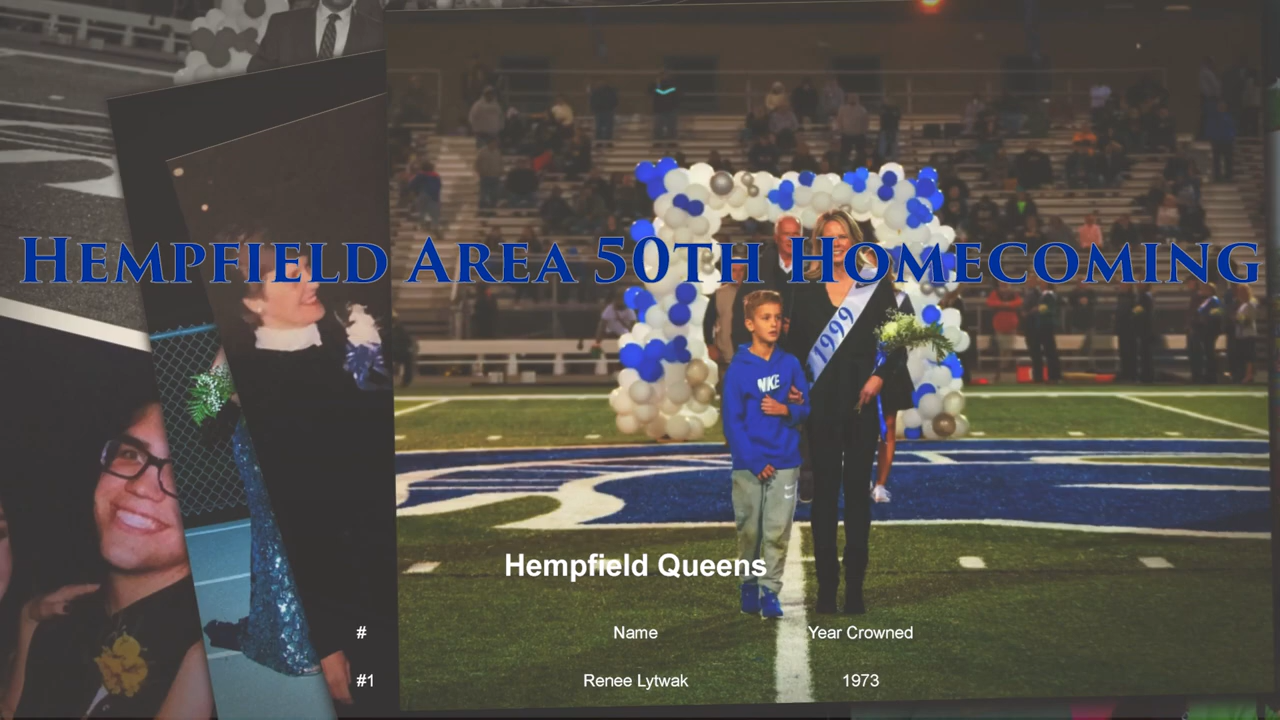 Hempfield Area 50th Homecoming
1999
NIKE
Hempfield Queens
# Name Year Crowned
#1 Renee Lytwak 1973